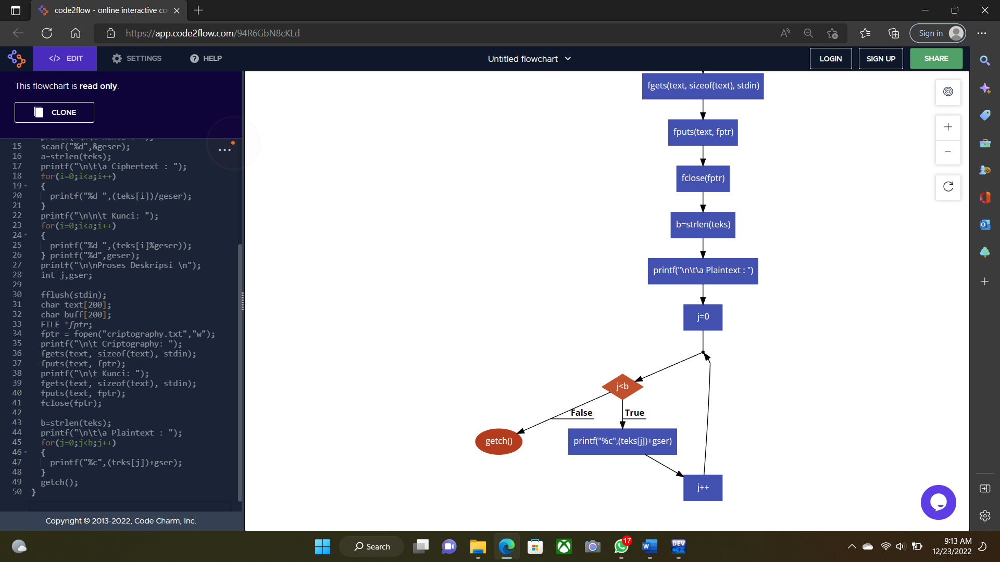 code2flow - online interactive co
https://app.code2flow.com/94R6GbN8cKLd
Sign in
</> EDIT
SETTINGS
HELP
Untitled flowchart
LOGIN
SIGN UP
SHARE
This flowchart is read only.
CLONE
15 scanf("%d",&geser);
16 a=strlen(teks);
17 printf("\n\t\a Ciphertext : ");
18 for(i=0;i<a;i++)
19 {
20 printf("%d ",(teks[i])/geser);
21 }
22 printf("\n\n\t Kunci: ");
23 for(i=0;i<a;i++)
24 {
25 printf("%d ",(teks[i]%geser));
26 } printf("%d",geser);
27 printf("\n\nProses Deskripsi \n");
28 int j,gser;
29
30 fflush(stdin);
31 char text[200];
32 char buff[200];
33 FILE *fptr;
34 fptr = fopen("criptography.txt","w");
35 printf("\n\t Criptography: ");
36 fgets(text, sizeof(text), stdin);
37 fputs(text, fptr);
38 printf("\n\t Kunci: ");
39 fgets(text, sizeof(text), stdin);
40 fputs(text, fptr);
41 fclose(fptr);
42
43 b=strlen(teks);
44 printf("\n\t\a Plaintext : ");
45 for(j=0;j<b;j++)
46 {
47 printf("%c",(teks[j])+gser);
48 }
49 getch();
50 }
Copyright © 2013-2022, Code Charm, Inc.
fgets(text, sizeof(text), stdin)
fputs(text, fptr)
fclose(fptr)
b=strlen(teks)
printf("\n\t\a Plaintext : ")
j=0
j<b
False
True
getch()
printf("%c",(teks[j])+gser)
j++
Search
17
DEV
C++
9:13 AM
12/23/2022